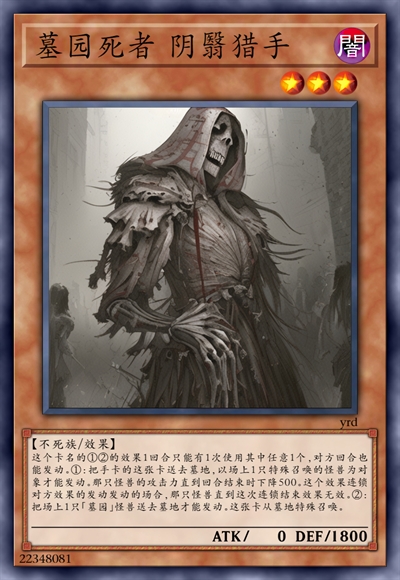 墓园死者 阴翳猎手
闇
yrd
【不死族/效果】
这个卡名的①②的效果1回合只能有1次使用其中任意1个，对方回合也
能发动。①：把手卡的这张卡送去墓地，以场上1只特殊召唤的怪兽为对
象才能发动。那只怪兽的攻击力直到回合结束时下降500。这个效果连锁
对方效果的发动发动的场合，那只怪兽直到这次连锁结束效果无效。②：
把场上1只「墓园」怪兽送去墓地才能发动。这张卡从墓地特殊召唤。
ATK/ 0 DEF/1800
22348081